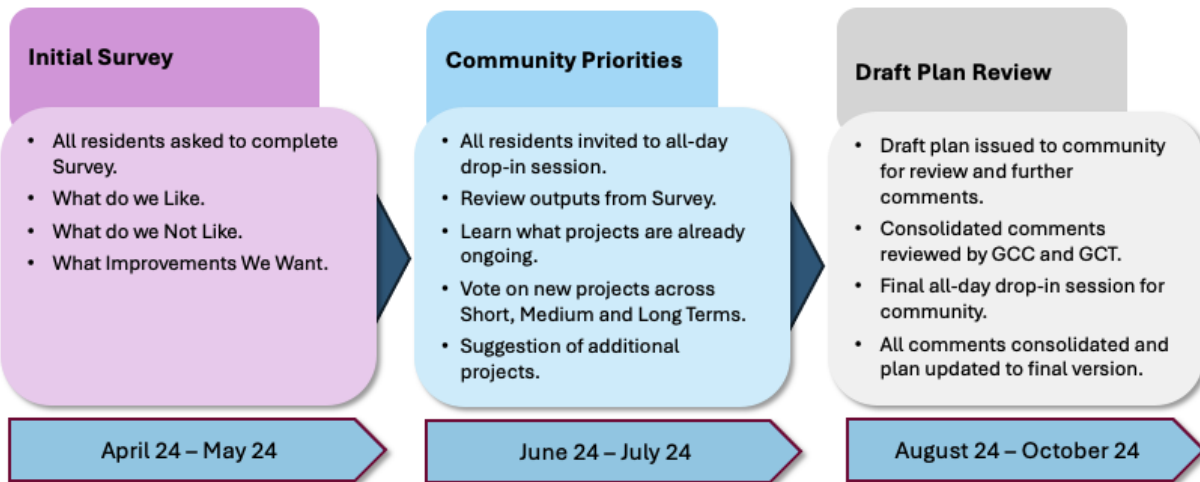 Initial Survey
• All residents asked to complete
Survey.
• What do we Like.
• What do we Not Like.
• What Improvements We Want.
April 24 – May 24
Community Priorities
• All residents invited to all-day
drop-in session.
• Review outputs from Survey.
• Learn what projects are already
ongoing.
• Vote on new projects across
Short, Medium and Long Terms.
• Suggestion of additional
projects.
June 24 – July 24
Draft Plan Review
• Draft plan issued to community
for review and further
comments.
• Consolidated comments
reviewed by GCC and GCT.
• Final all-day drop-in session for
community.
• All comments consolidated and
plan updated to final version.
August 24 – October 24